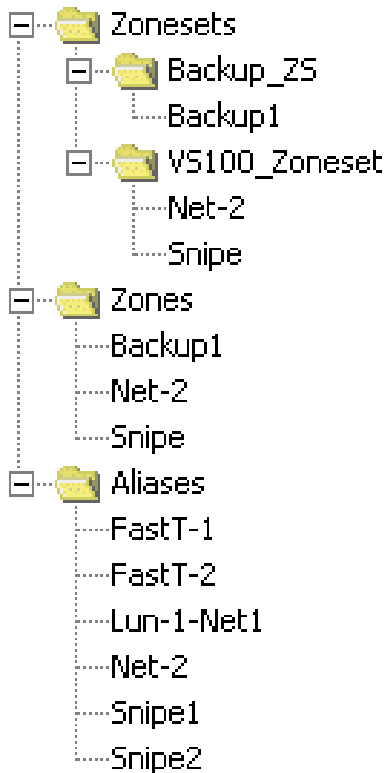 Zonesets
Backup_ZS
Backup1
VS100_Zoneset
Net-2
Snipe
Zones
Backup1
Net-2
Snipe
Aliases
FastT-1
FastT-2
Lun-1-Net1
Net-2
Snipe1
Snipe2